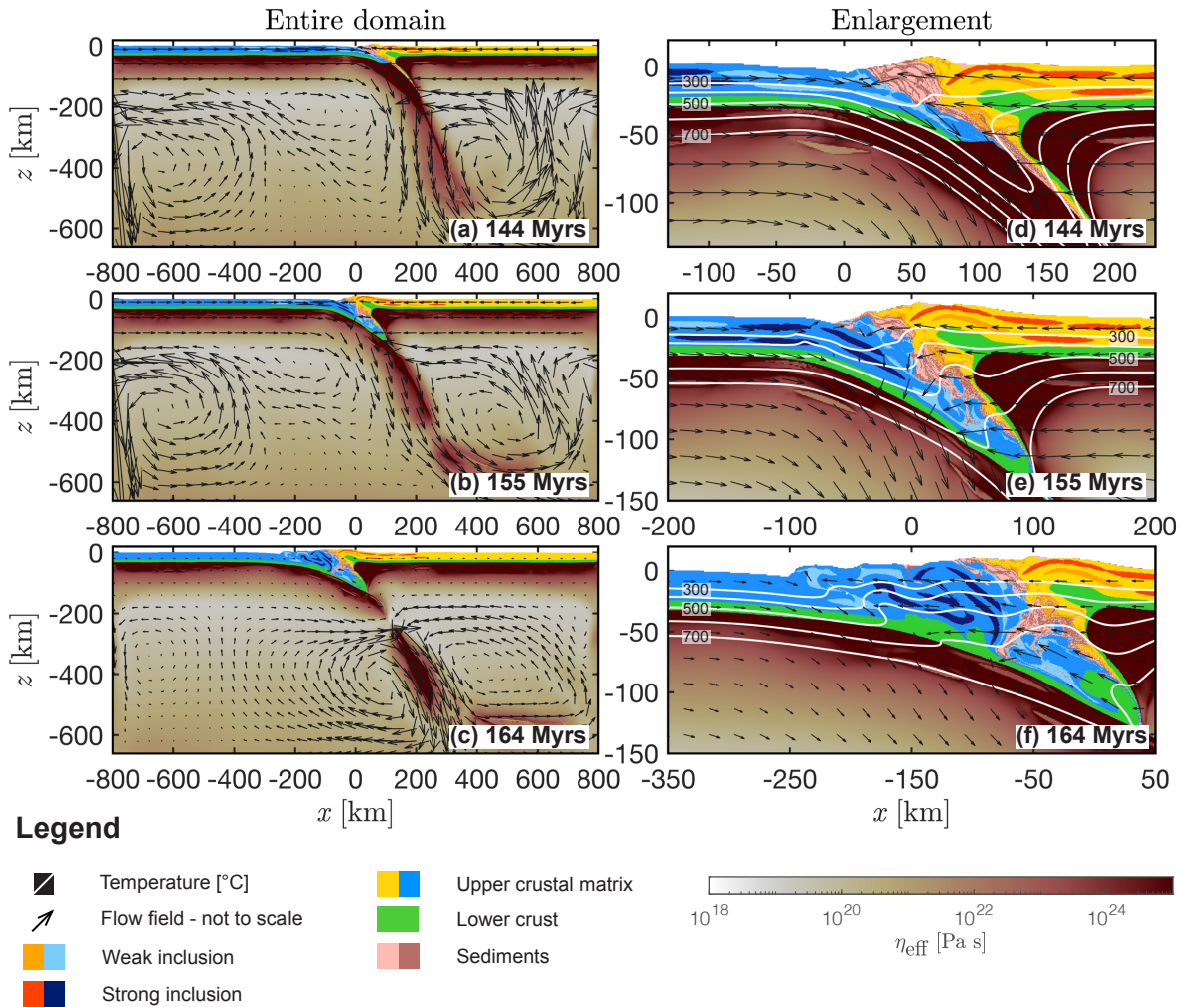 Entire domain
Enlargement
0
-200
-400
-600
z [km]
(a) 144 Myrs
-800 -600 -400 -200 0 200 400 600 800
0
-50
-100
z [km]
300
500
700
(d) 144 Myrs
-100 -50 0 50 100 150 200
0
-200
-400
-600
z [km]
(b) 155 Myrs
-800 -600 -400 -200 0 200 400 600 800
0
-50
-100
-150
z [km]
300
500
700
(e) 155 Myrs
-200 -100 0 100 200
0
-200
-400
-600
z [km]
(c) 164 Myrs
-800 -600 -400 -200 0 200 400 600 800
x [km]
0
-50
-100
-150
z [km]
300
500
700
(f) 164 Myrs
-350 -250 -150 -50 50
x [km]
Legend
Temperature [°C]
Flow field - not to scale
Weak inclusion
Strong inclusion
Upper crustal matrix
Lower crust
Sediments
10^18 10^20 10^22 10^24
η_eff [Pa s]